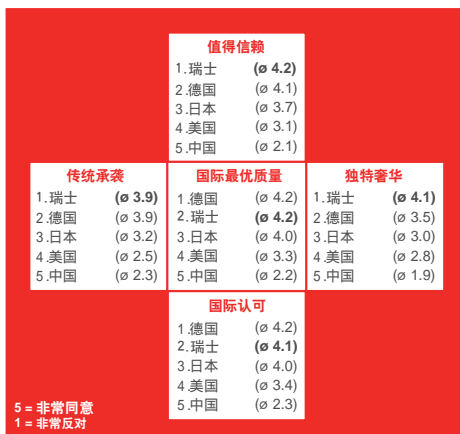 值得信赖
1.瑞士 (ø 4.2)
2.德国 (ø 4.1)
3.日本 (ø 3.7)
4.美国 (ø 3.1)
5.中国 (ø 2.1)
传统承袭
1.瑞士 (ø 3.9)
2.德国 (ø 3.9)
3.日本 (ø 3.2)
4.美国 (ø 2.5)
5.中国 (ø 2.3)
国际最优质量
1.德国 (ø 4.2)
2.瑞士 (ø 4.2)
3.日本 (ø 4.0)
4.美国 (ø 3.3)
5.中国 (ø 2.2)
独特奢华
1.瑞士 (ø 4.1)
2.德国 (ø 3.5)
3.日本 (ø 3.0)
4.美国 (ø 2.8)
5.中国 (ø 1.9)
国际认可
1.德国 (ø 4.2)
2.瑞士 (ø 4.1)
3.日本 (ø 4.0)
4.美国 (ø 3.4)
5.中国 (ø 2.3)
5 = 非常同意
1 = 非常反对